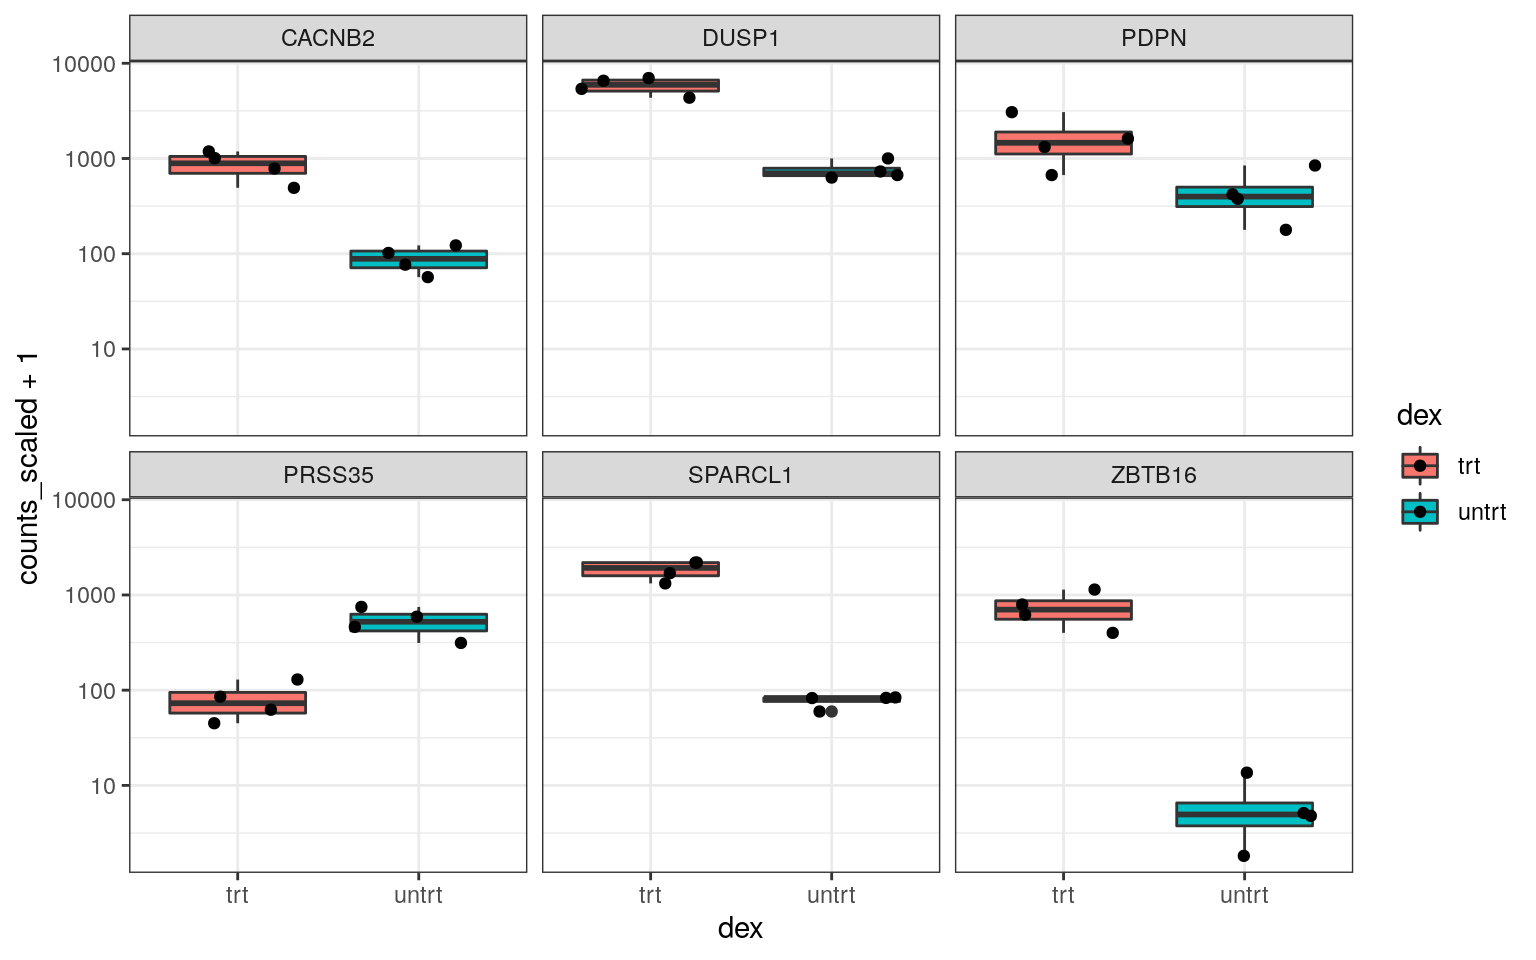 CACNB2 DUSP1 PDPN
10000
1000
100
10
PRSS35 SPARCL1 ZBTB16
10000
1000
100
10
counts_scaled + 1
trt untrt trt untrt trt untrt
dex
dex
trt
untrt